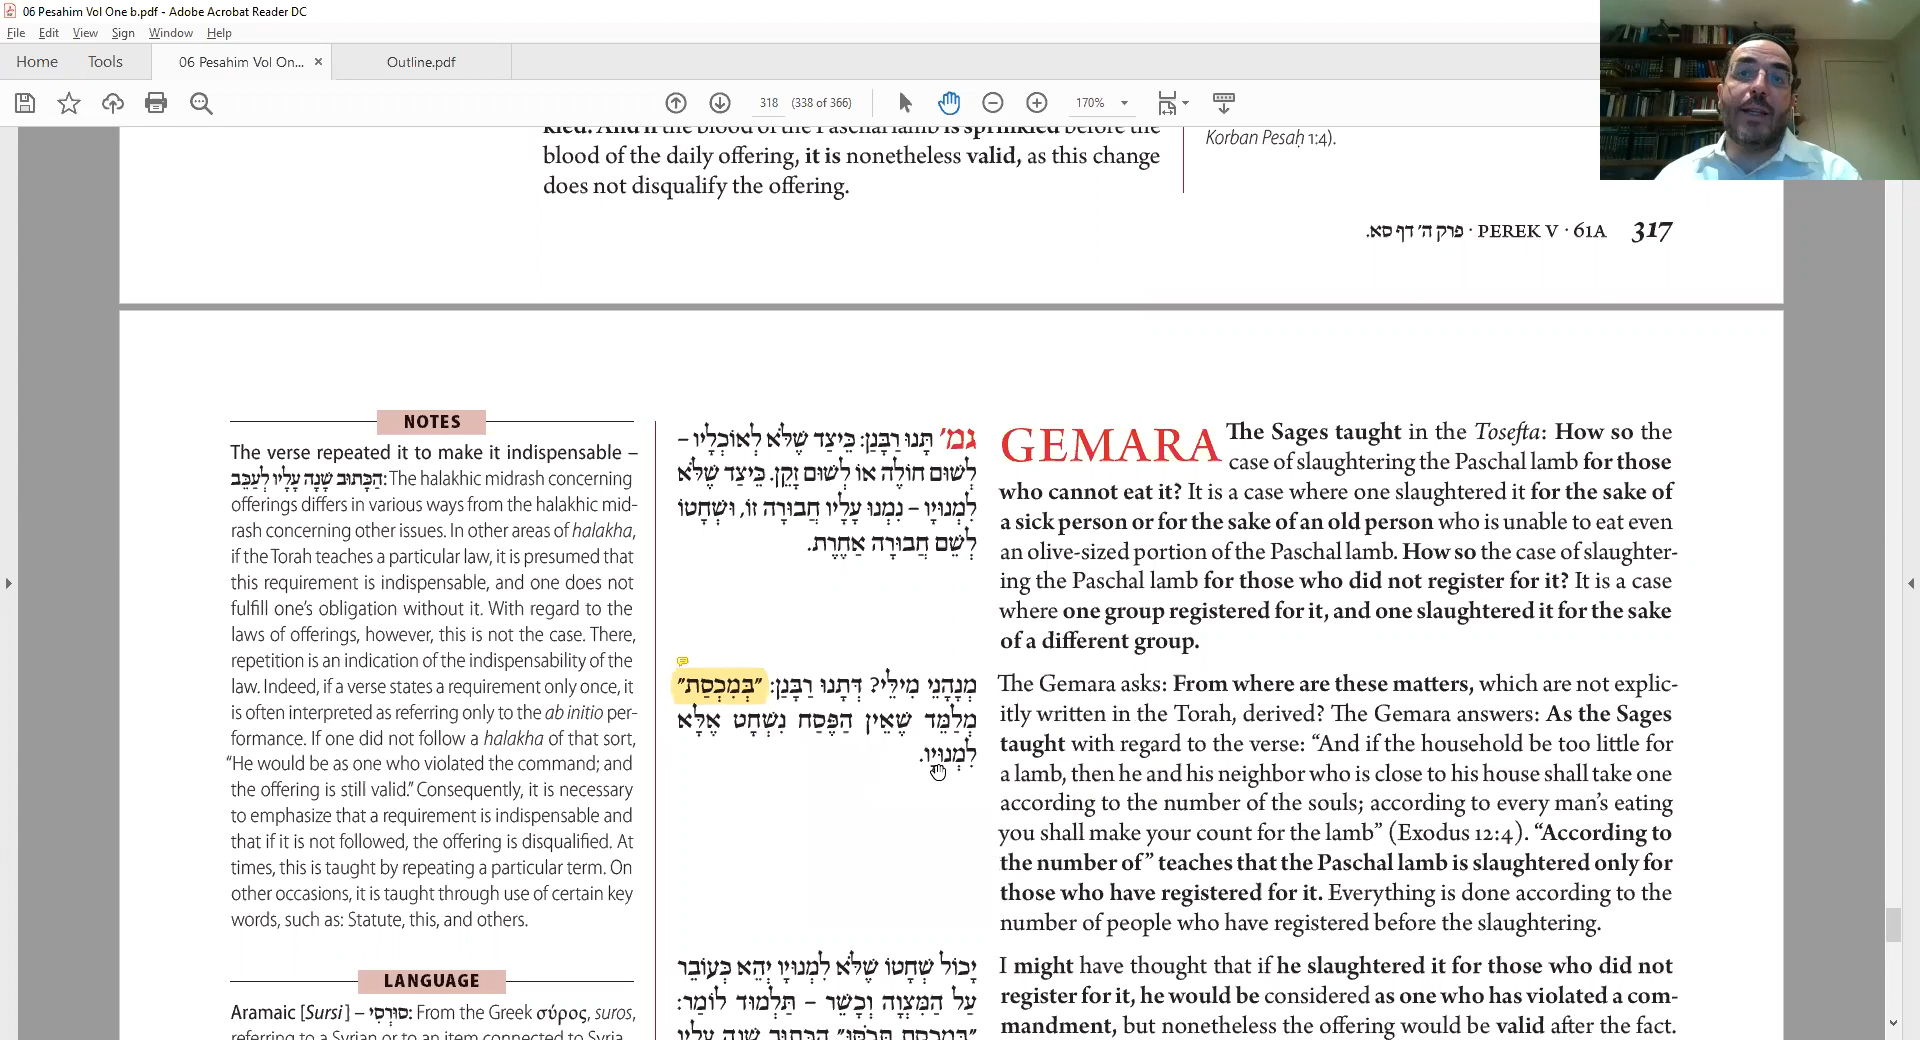 06 Pesahim Vol One b.pdf - Adobe Acrobat Reader DC
File Edit View Sign Window Help
Home Tools 06 Pesahim Vol On... × Outline.pdf
318 (338 of 366) 170%
kled. And if the blood of the Paschal lamb is sprinkled before the
blood of the daily offering, it is nonetheless valid, as this change
does not disqualify the offering.
Korban Pesaḥ 1:4).
פרק ה׳ דף סא. · PEREK V · 61A 317
NOTES
The verse repeated it to make it indispensable –
הַכָּתוּב שָׁנָה עָלָיו לְעַכֵּב: The halakhic midrash concerning
offerings differs in various ways from the halakhic mid-
rash concerning other issues. In other areas of halakha,
if the Torah teaches a particular law, it is presumed that
this requirement is indispensable, and one does not
fulfill one's obligation without it. With regard to the
laws of offerings, however, this is not the case. There,
repetition is an indication of the indispensability of the
law. Indeed, if a verse states a requirement only once, it
is often interpreted as referring only to the ab initio per-
formance. If one did not follow a halakha of that sort,
"He would be as one who violated the command; and
the offering is still valid." Consequently, it is necessary
to emphasize that a requirement is indispensable and
that if it is not followed, the offering is disqualified. At
times, this is taught by repeating a particular term. On
other occasions, it is taught through use of certain key
words, such as: Statute, this, and others.
LANGUAGE
Aramaic [Sursi] – סוּרְסִי: From the Greek σύρος, suros,
referring to a Syrian or to an item connected to Syria.
גמ׳ תָּנוּ רַבָּנַן: כֵּיצַד שֶׁלֹּא לְאוֹכְלָיו –
לְשׁוּם חוֹלֶה אוֹ לְשׁוּם זָקֵן. כֵּיצַד שֶׁלֹּא
לִמְנוּיָו – נִמְנוּ עָלָיו חֲבוּרָה זוֹ, וּשְׁחָטוֹ
לְשֵׁם חֲבוּרָה אַחֶרֶת.
מְנָהָנֵי מִילֵּי? דְּתָנוּ רַבָּנַן: ״בְּמִכְסַת״
מְלַמֵּד שֶׁאֵין הַפֶּסַח נִשְׁחָט אֶלָּא
לִמְנוּיָו.
יָכוֹל שְׁחָטוֹ שֶׁלֹּא לִמְנוּיָו יְהֵא כְּעוֹבֵר
עַל הַמִּצְוָה וְכָשֵׁר – תַּלְמוּד לוֹמַר:
״בְּמִכְסַת תָּכֹסּוּ״ הַכָּתוּב שָׁנָה עָלָיו
GEMARA The Sages taught in the Tosefta: How so the
case of slaughtering the Paschal lamb for those
who cannot eat it? It is a case where one slaughtered it for the sake of
a sick person or for the sake of an old person who is unable to eat even
an olive-sized portion of the Paschal lamb. How so the case of slaughter-
ing the Paschal lamb for those who did not register for it? It is a case
where one group registered for it, and one slaughtered it for the sake
of a different group.
The Gemara asks: From where are these matters, which are not explic-
itly written in the Torah, derived? The Gemara answers: As the Sages
taught with regard to the verse: "And if the household be too little for
a lamb, then he and his neighbor who is close to his house shall take one
according to the number of the souls; according to every man's eating
you shall make your count for the lamb" (Exodus 12:4). "According to
the number of" teaches that the Paschal lamb is slaughtered only for
those who have registered for it. Everything is done according to the
number of people who have registered before the slaughtering.
I might have thought that if he slaughtered it for those who did not
register for it, he would be considered as one who has violated a com-
mandment, but nonetheless the offering would be valid after the fact.